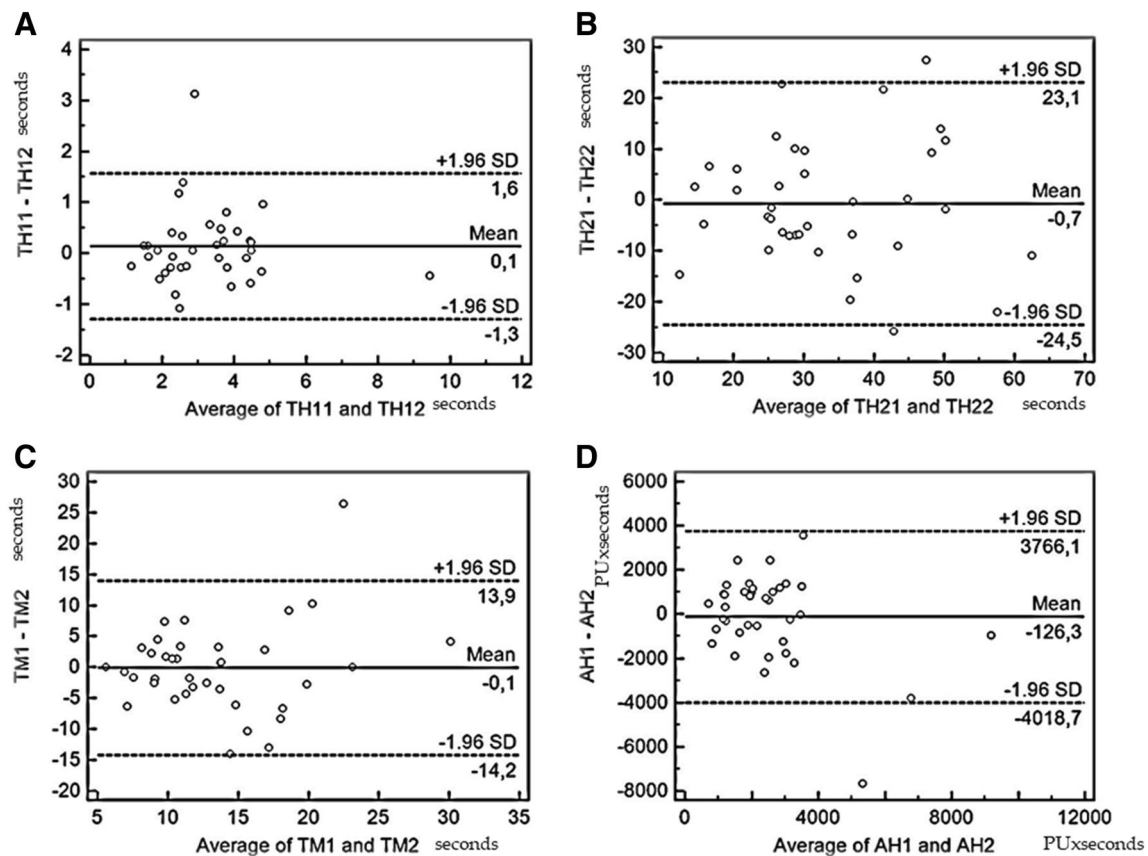 A
TH11 - TH12 seconds
4
3
2
1
0
-1
-2
+1.96 SD
1,6
Mean
0,1
-1.96 SD
-1,3
0 2 4 6 8 10 12
Average of TH11 and TH12 seconds
B
TH21 - TH22 seconds
30
20
10
0
-10
-20
-30
+1.96 SD
23,1
Mean
-0,7
-1.96 SD
-24,5
10 20 30 40 50 60 70
Average of TH21 and TH22 seconds
C
TM1 - TM2 seconds
30
25
20
15
10
5
0
-5
-10
-15
-20
+1.96 SD
13,9
Mean
-0,1
-1.96 SD
-14,2
5 10 15 20 25 30 35
Average of TM1 and TM2 seconds
D
AH1 - AH2 PUxseconds
6000
4000
2000
0
-2000
-4000
-6000
-8000
+1.96 SD
3766,1
Mean
-126,3
-1.96 SD
-4018,7
0 4000 8000 12000
Average of AH1 and AH2 PUxseconds